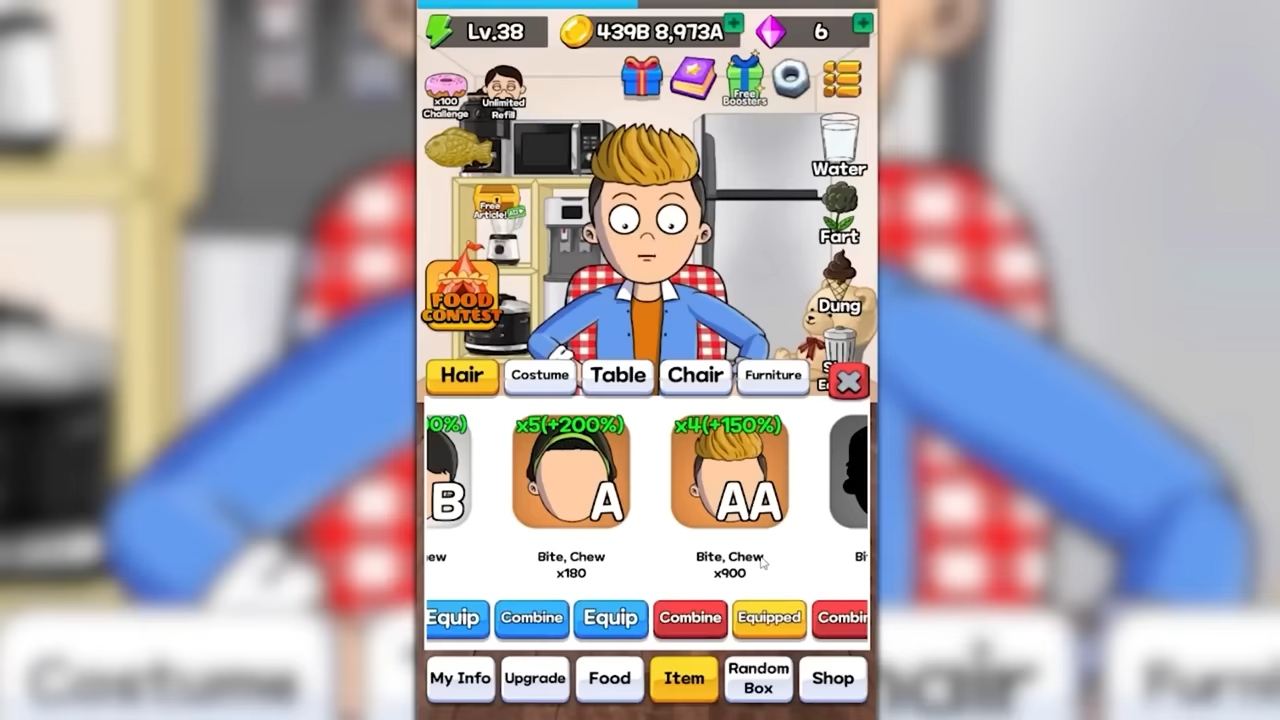 Lv.38
439B 8,973A
6
x100
Challenge
Unlimited
Refill
Free
Boosters
Water
Free
Article!
AD
Fart
FOOD
CONTEST
Dung
Hair
Costume
Table
Chair
Furniture
x5(+200%)
x4(+150%)
B
A
AA
Bite, Chew
x180
Bite, Chew
x900
Equip
Combine
Equip
Combine
Equipped
My Info
Upgrade
Food
Item
Random
Box
Shop